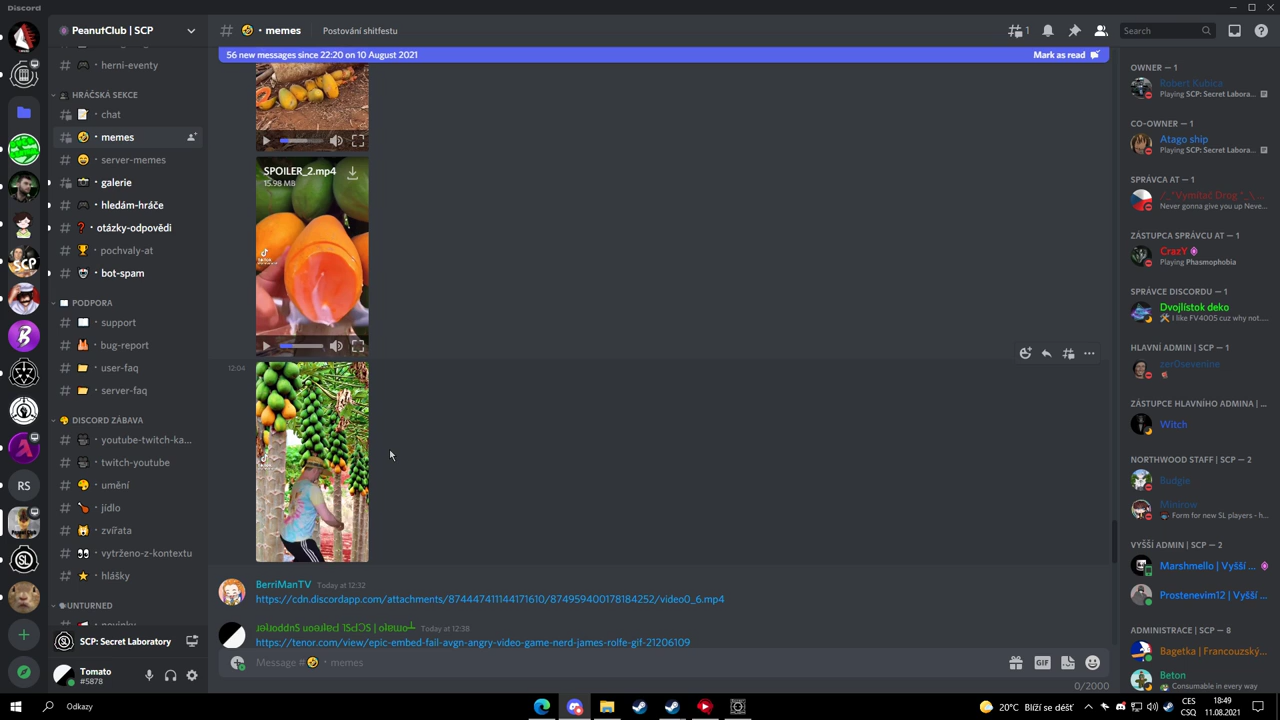 Discord
PeanutClub | SCP
memes
Postování shitfestu
1
Search
56 new messages since 22:20 on 10 August 2021
Mark as read
herni-eventy
HRÁČSKÁ SEKCE
chat
memes
server-memes
galerie
hledám-hráče
otázky-odpovědi
pochvaly-at
bot-spam
PODPORA
support
bug-report
user-faq
server-faq
DISCORD ZÁBAVA
youtube-twitch-ka...
twitch-youtube
umění
jídlo
zvířata
vytrženo-z-kontextu
hlášky
UNTURNED
novinky
SCP: Secret Laboratory
Tomato
#5878
SPOILER_2.mp4
15.98 MB
12:04
BerriManTV Today at 12:32
https://cdn.discordapp.com/attachments/874447411144171610/874959400178184252/video0_6.mp4
Today at 12:38
https://tenor.com/view/epic-embed-fail-avgn-angry-video-game-nerd-james-rolfe-gif-21206109
Message #🤣・memes
GIF
0/2000
OWNER — 1
Robert Kubica
Playing SCP: Secret Labora...
CO-OWNER — 1
Atago ship
Playing SCP: Secret Labora...
SPRÁVCA AT — 1
Never gonna give you up Neve...
ZÁSTUPCA SPRÁVCU AT — 1
CrazY
Playing Phasmophobia
SPRÁVCE DISCORDU — 1
Dvojlístok deko
I like FV4005 cuz why not....
HLAVNÍ ADMIN | SCP — 1
zer0sevenine
ZÁSTUPCE HLAVNÍHO ADMINA | ...
Witch
NORTHWOOD STAFF | SCP — 2
Budgie
Minirow
Form for new SL players - h...
VYŠŠÍ ADMIN | SCP — 2
Marshmello | Vyšší ...
Prostenevim12 | Vyšší ...
ADMINISTRACE | SCP — 8
Bagetka | Francouzský...
Beton
Consumable in every way
Odkazy
20°C Blíží se déšť
CES
CSQ
18:49
11.08.2021